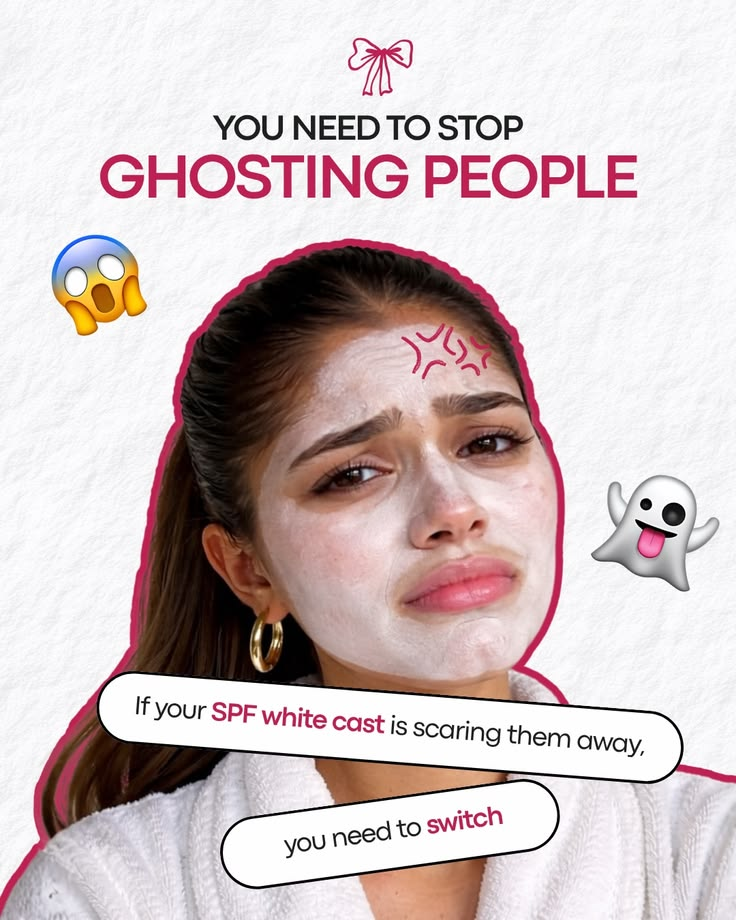 YOU NEED TO STOP
GHOSTING PEOPLE
If your SPF white cast is scaring them away,
you need to switch